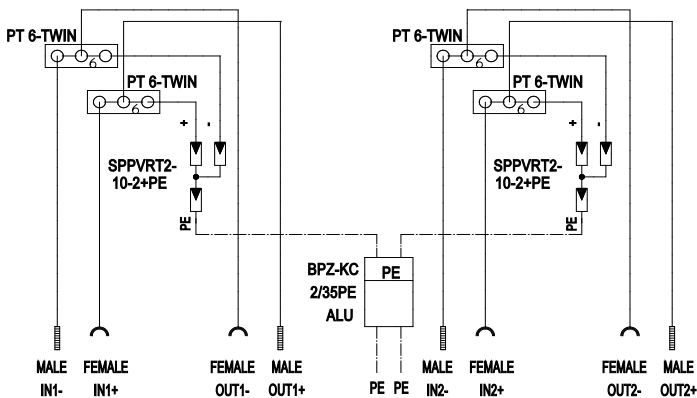 PT 6-TWIN
6
PT 6-TWIN
6
+ -
SPPVRT2-
10-2+PE
PE
PT 6-TWIN
6
PT 6-TWIN
6
+ -
SPPVRT2-
10-2+PE
PE
BPZ-KC
2/35PE
ALU
PE
MALE
IN1-
FEMALE
IN1+
FEMALE
OUT1-
MALE
OUT1+
PE PE
MALE
IN2-
FEMALE
IN2+
FEMALE
OUT2-
MALE
OUT2+